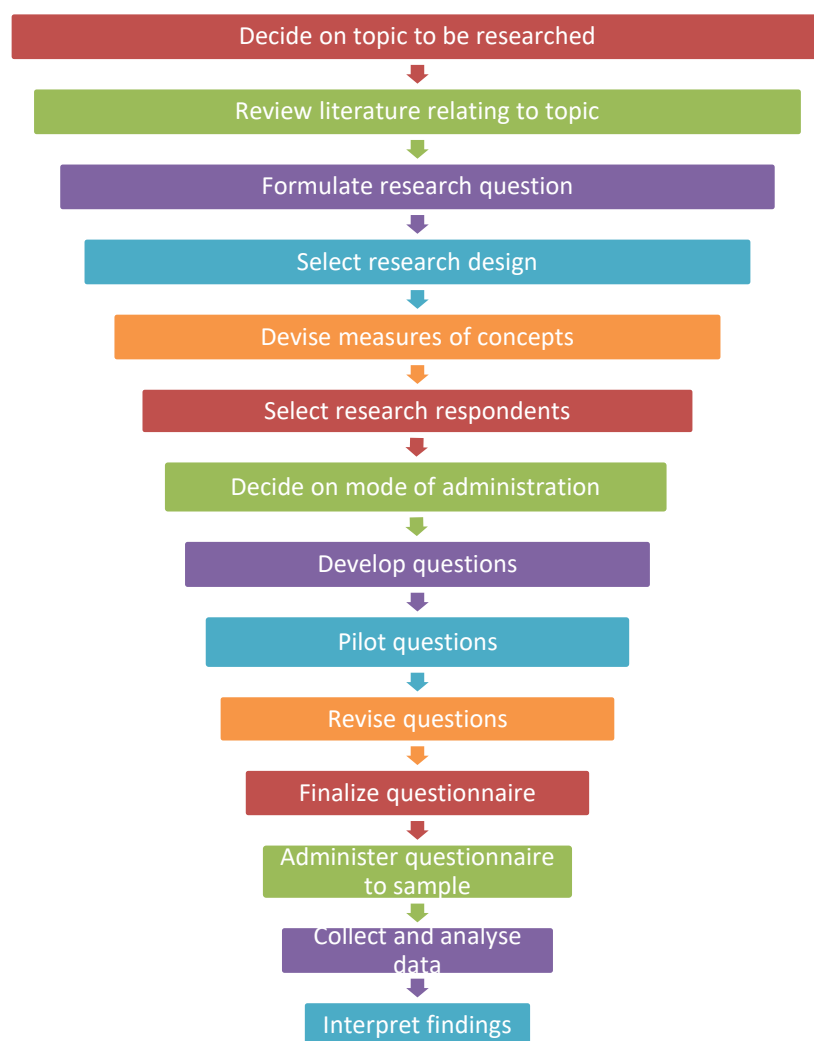 Decide on topic to be researched
Review literature relating to topic
Formulate research question
Select research design
Devise measures of concepts
Select research respondents
Decide on mode of administration
Develop questions
Pilot questions
Revise questions
Finalize questionnaire
Administer questionnaire
to sample
Collect and analyse
data
Interpret findings